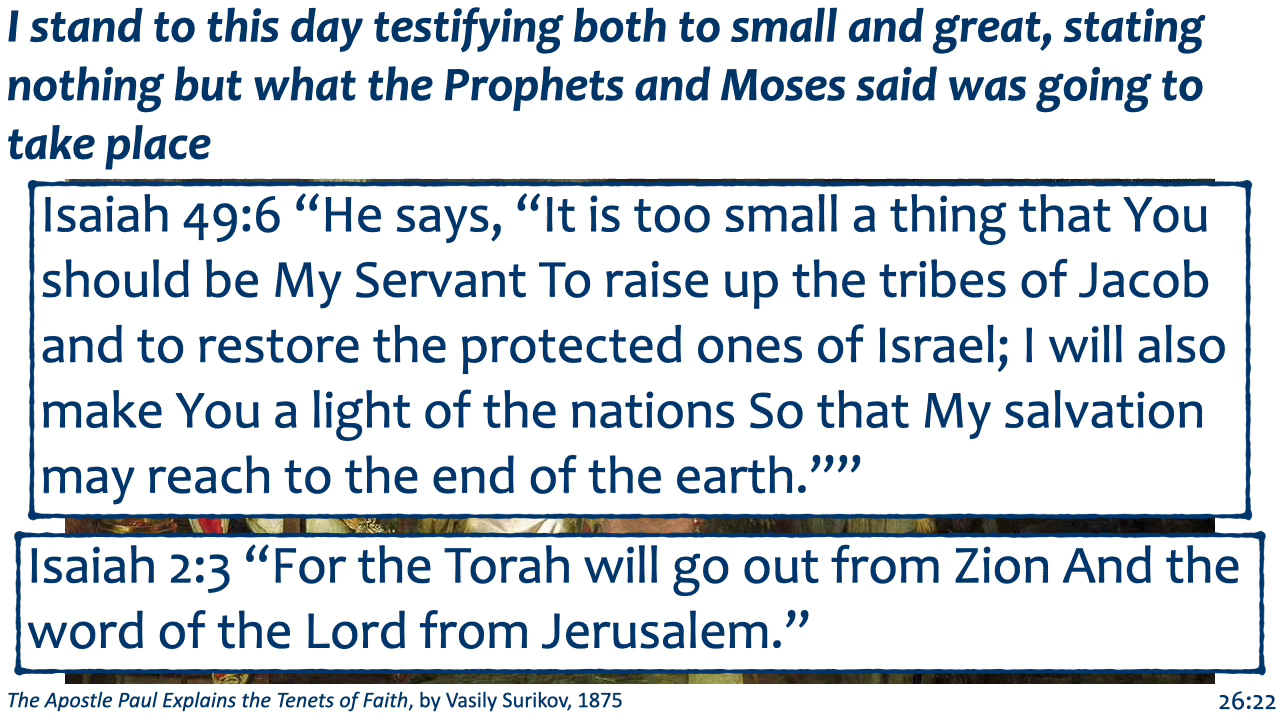 I stand to this day testifying both to small and great, stating
nothing but what the Prophets and Moses said was going to
take place
Isaiah 49:6 “He says, “It is too small a thing that You
should be My Servant To raise up the tribes of Jacob
and to restore the protected ones of Israel; I will also
make You a light of the nations So that My salvation
may reach to the end of the earth.””
Isaiah 2:3 “For the Torah will go out from Zion And the
word of the Lord from Jerusalem.”
The Apostle Paul Explains the Tenets of Faith, by Vasily Surikov, 1875
26:22